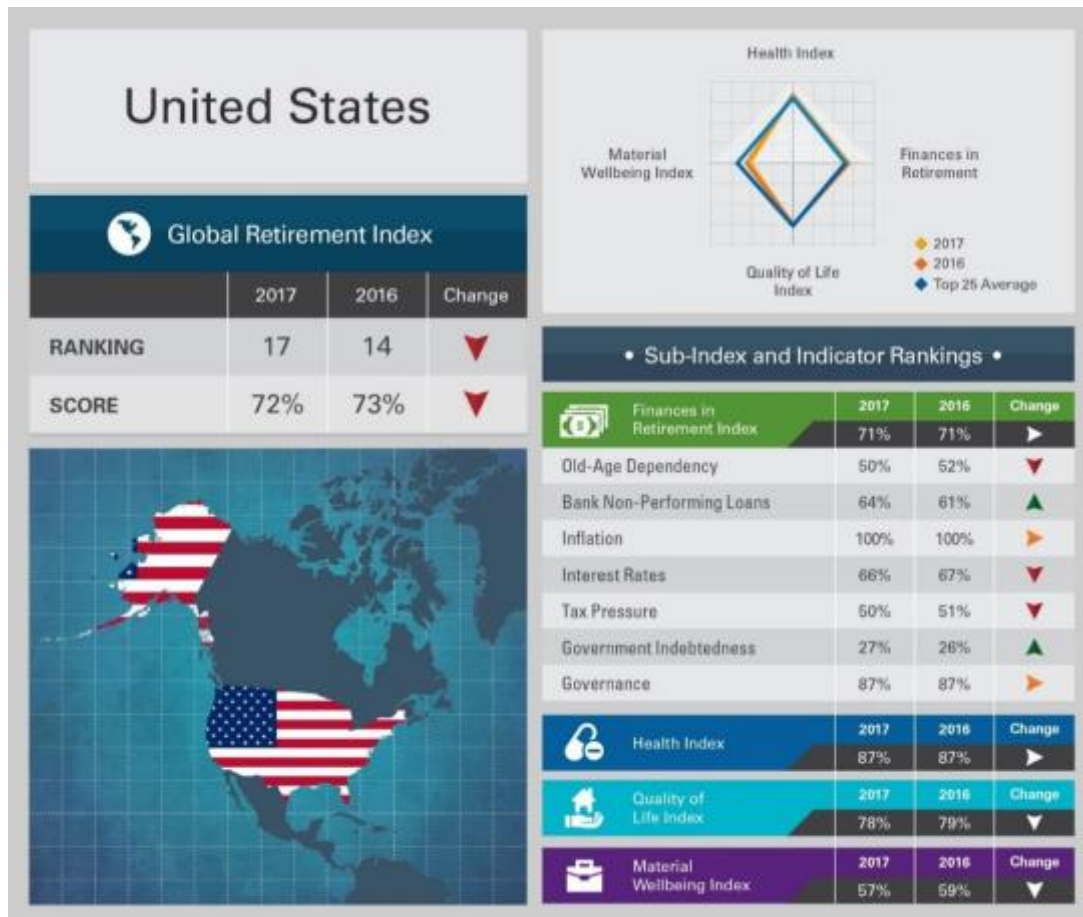 United States
Global Retirement Index
2017 2016 Change
RANKING 17 14
SCORE 72% 73%
Health Index
Material
Wellbeing Index
Finances in
Retirement
Quality of Life
Index
2017
2016
Top 25 Average
• Sub-Index and Indicator Rankings •
Finances in
Retirement Index
2017 2016 Change
71% 71%
Old-Age Dependency 50% 52%
Bank Non-Performing Loans 64% 61%
Inflation 100% 100%
Interest Rates 66% 67%
Tax Pressure 50% 51%
Government Indebtedness 27% 26%
Governance 87% 87%
Health Index
2017 2016 Change
87% 87%
Quality of
Life Index
2017 2016 Change
78% 79%
Material
Wellbeing Index
2017 2016 Change
57% 59%